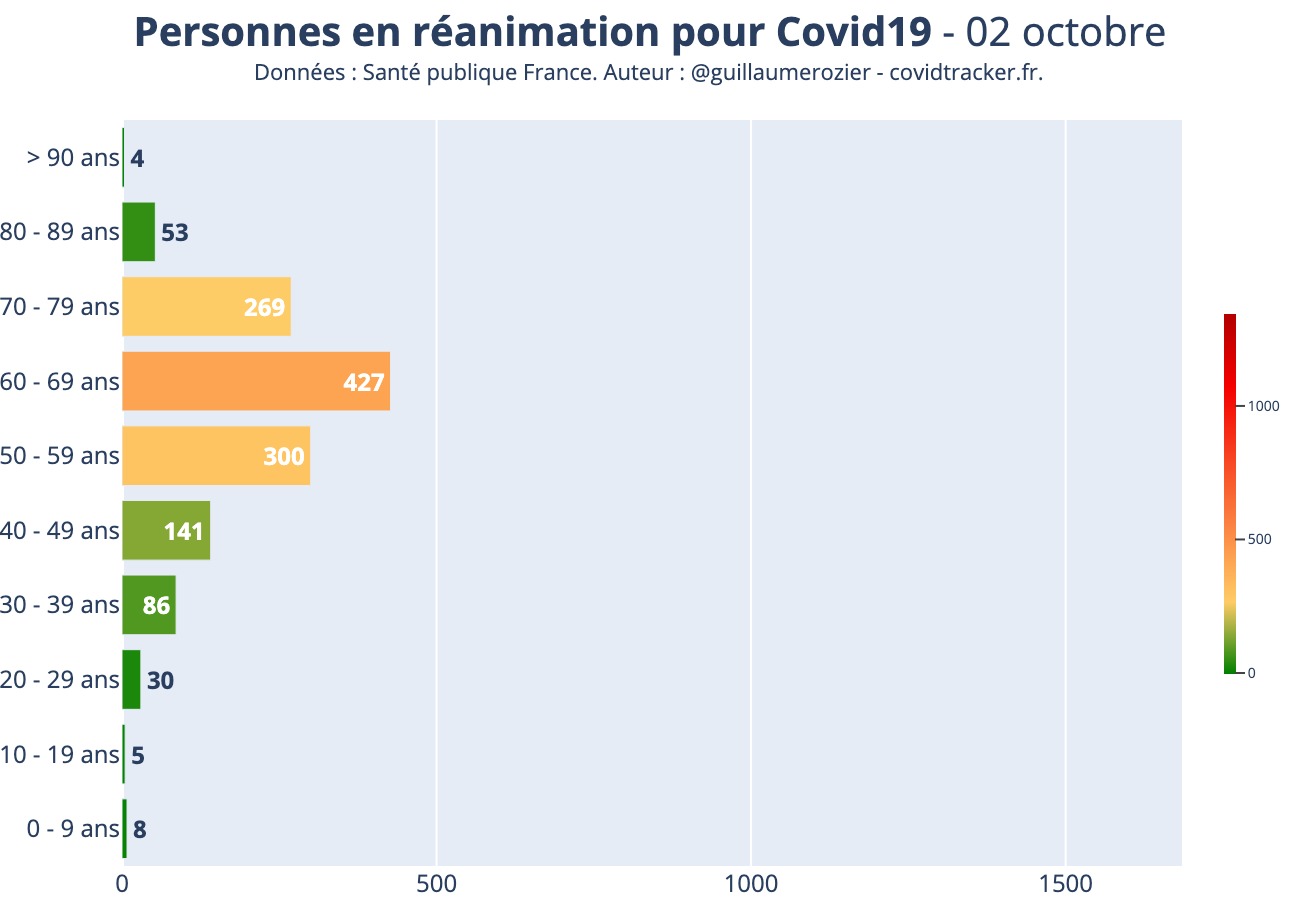 Personnes en réanimation pour Covid19 - 02 octobre
Données : Santé publique France. Auteur : @guillaumerozier - covidtracker.fr.
> 90 ans 4
80 - 89 ans 53
70 - 79 ans 269
60 - 69 ans 427
50 - 59 ans 300
40 - 49 ans 141
30 - 39 ans 86
20 - 29 ans 30
10 - 19 ans 5
0 - 9 ans 8
0 500 1000 1500
1000
500
0